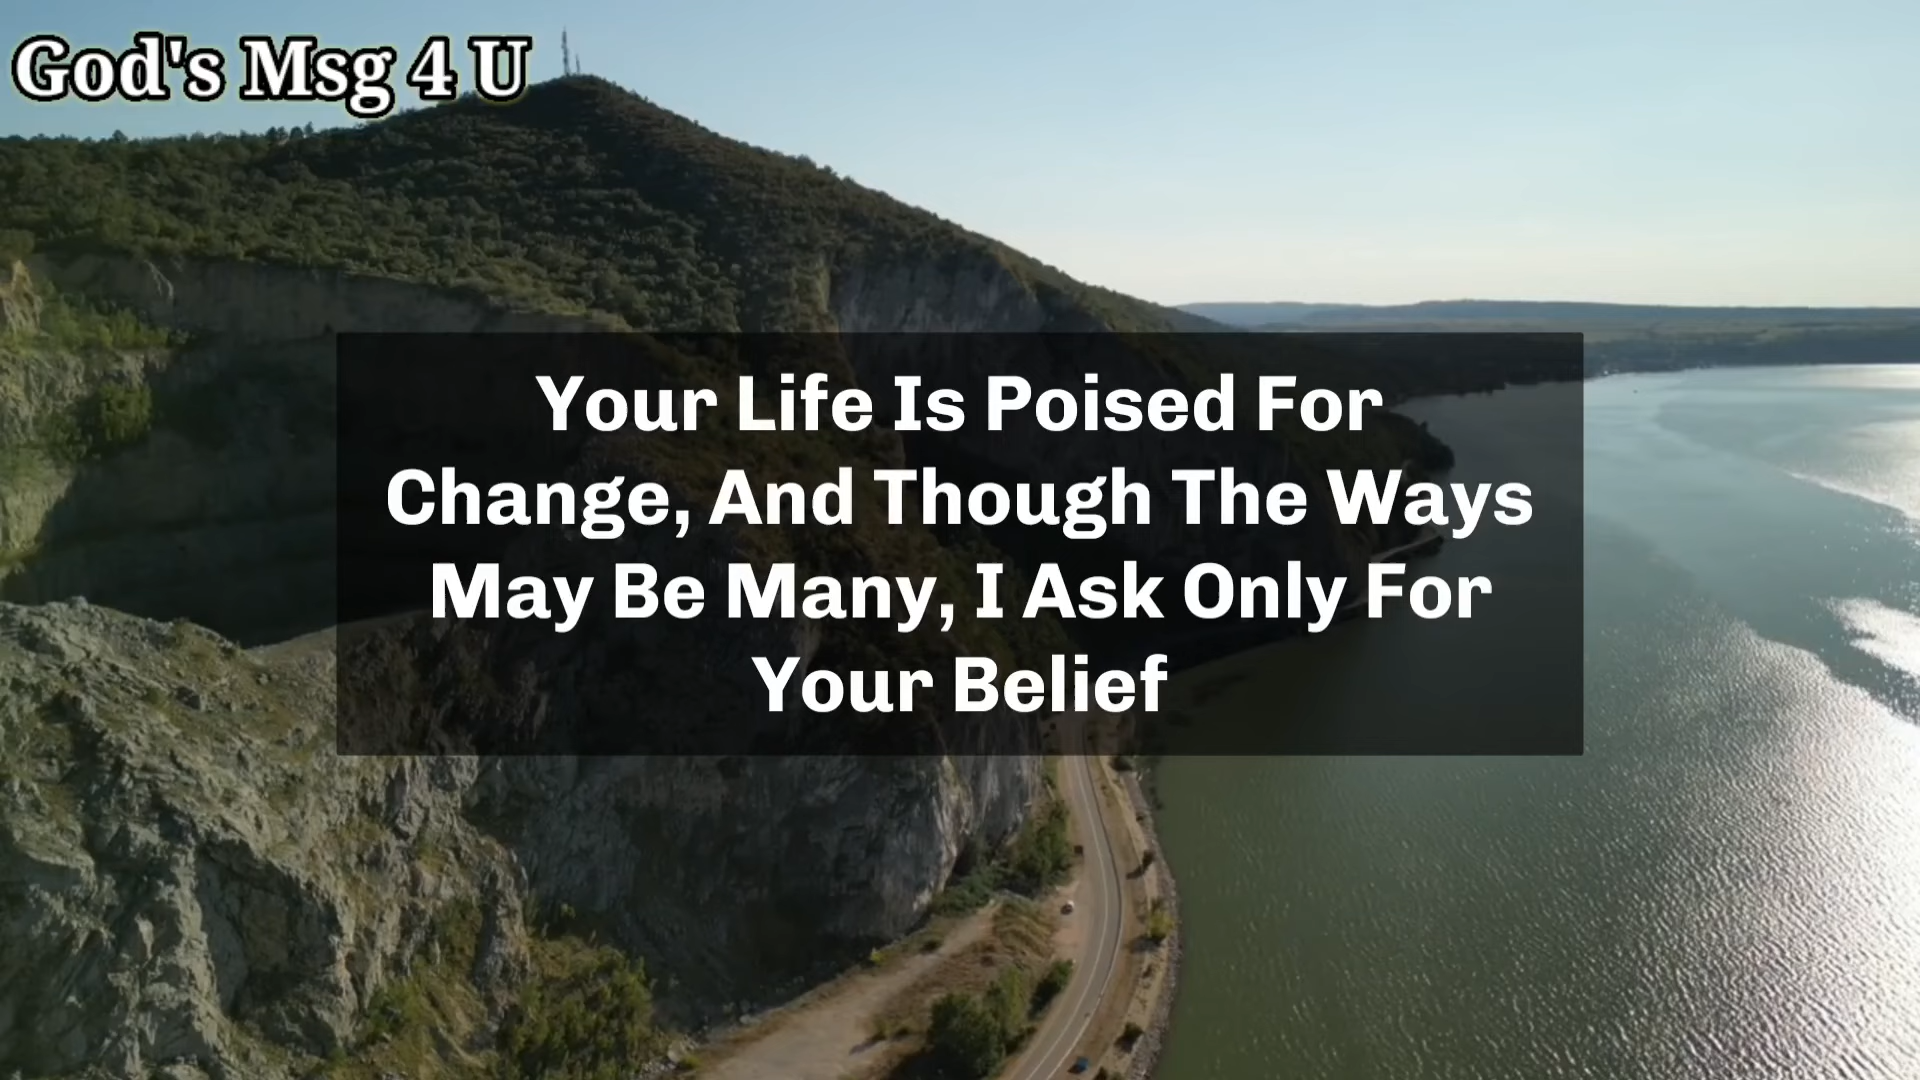 God's Msg 4 U
Your Life Is Poised For
Change, And Though The Ways
May Be Many, I Ask Only For
Your Belief